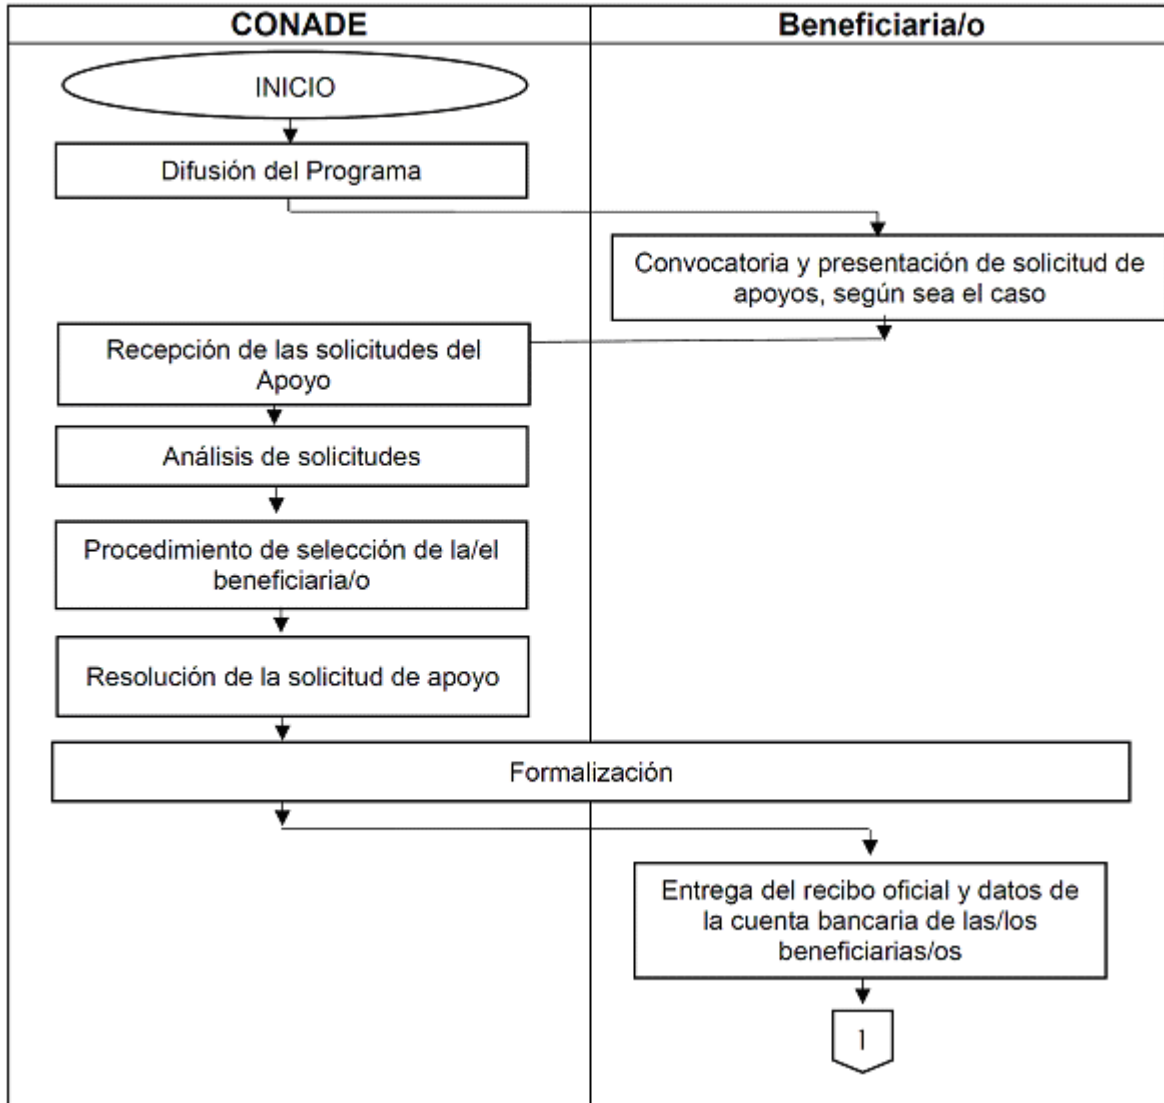 CONADE
Beneficiaria/o
INICIO
Difusión del Programa
Convocatoria y presentación de solicitud de
apoyos, según sea el caso
Recepción de las solicitudes del
Apoyo
Análisis de solicitudes
Procedimiento de selección de la/el
beneficiaria/o
Resolución de la solicitud de apoyo
Formalización
Entrega del recibo oficial y datos de
la cuenta bancaria de las/los
beneficiarias/os
1